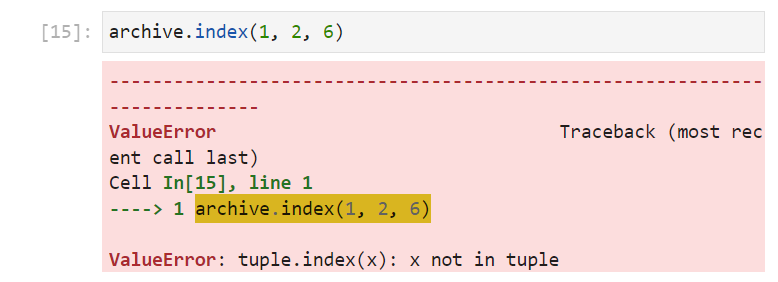 [15]: archive.index(1, 2, 6)
-------------------------------------------------------------
--------------
ValueError                                Traceback (most rec
ent call last)
Cell In[15], line 1
----> 1 archive.index(1, 2, 6)
ValueError: tuple.index(x): x not in tuple